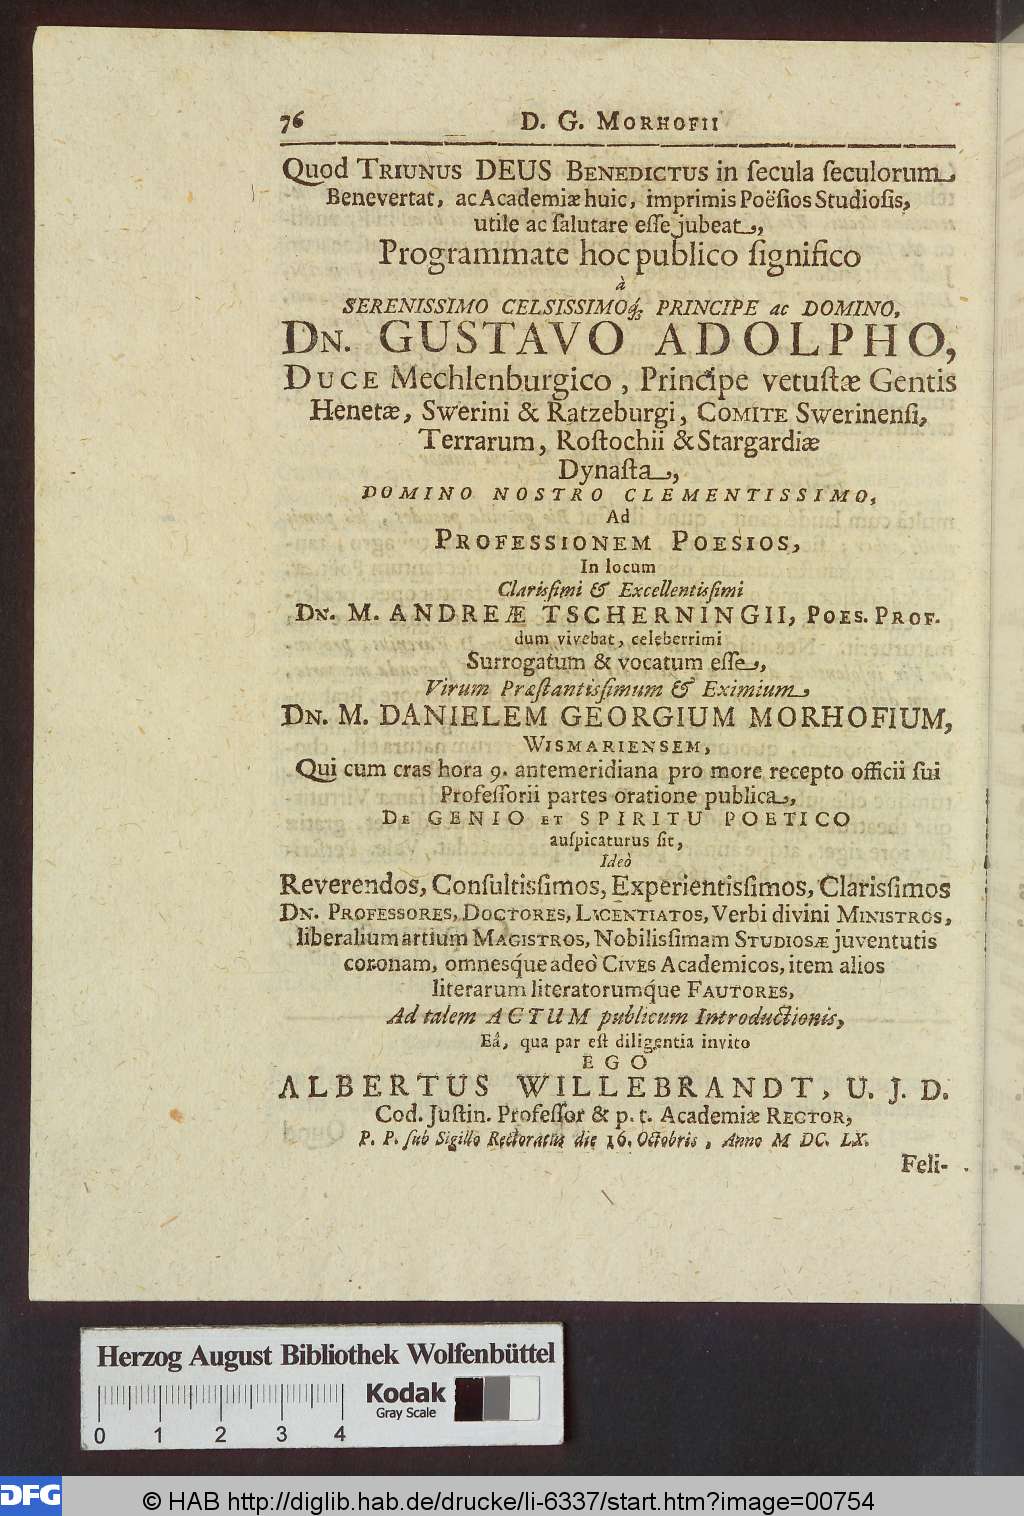 76 D. G. MORHOFII
Quod TRIUNUS DEUS BENEDICTUS in ſecula ſeculorum
Benevertat, ac Academiæ huic, imprimis Poëſios Studioſis,
utile ac ſalutare eſſe jubeat,
Programmate hoc publico ſignifico
à
SERENISSIMO CELSISSIMOq́; PRINCIPE ac DOMINO,
DN. GUSTAVO ADOLPHO,
DUCE Mechlenburgico, Principe vetuſtæ Gentis
Henetæ, Swerini & Ratzeburgi, COMITE Swerinenſi,
Terrarum, Roſtochii & Stargardiæ
Dynaſta,
DOMINO NOSTRO CLEMENTISSIMO,
Ad
PROFESSIONEM POESIOS,
In locum
Clarisſimi & Excellentisſimi
DN. M. ANDREÆ TSCHERNINGII, POES. PROF.
dum vivebat, celeberrimi
Surrogatum & vocatum eſſe,
Virum Præſtantisſimum & Eximium,
DN. M. DANIELEM GEORGIUM MORHOFIUM,
WISMARIENSEM,
Qui cum cras hora 9. antemeridiana pro more recepto officii ſui
Profeſſorii partes oratione publica,
DE GENIO ET SPIRITU POETICO
auſpicaturus ſit,
Ideò
Reverendos, Conſultisſimos, Experientisſimos, Clarisſimos
DN. PROFESSORES, DOCTORES, LICENTIATOS, Verbi divini MINISTROS,
liberalium artium MAGISTROS, Nobilisſimam STUDIOSÆ juventutis
coronam, omnesq́ue adeò CIVES Academicos, item alios
literarum literatorumq́ue FAUTORES,
Ad talem ACTUM publicum Introductionis,
Eâ, qua par eſt diligentia invito
EGO
ALBERTUS WILLEBRANDT, U. J. D.
Cod. Juſtin. Profeſſor & p. t. Academiæ RECTOR,
P. P. ſub Sigillo Rectoratus die 16. Octobris, Anno M DC. LX.
Feli-
Herzog August Bibliothek Wolfenbüttel
Kodak
Gray Scale
0 1 2 3 4
DFG
© HAB http://diglib.hab.de/drucke/li-6337/start.htm?image=00754